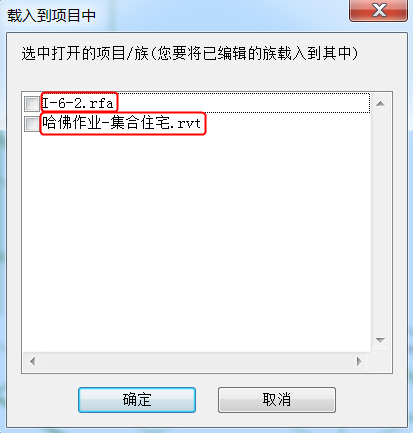 载入到项目中
选中打开的项目/族(您要将已编辑的族载入到其中)
I-6-2.rfa
哈佛作业-集合住宅.rvt
确定
取消